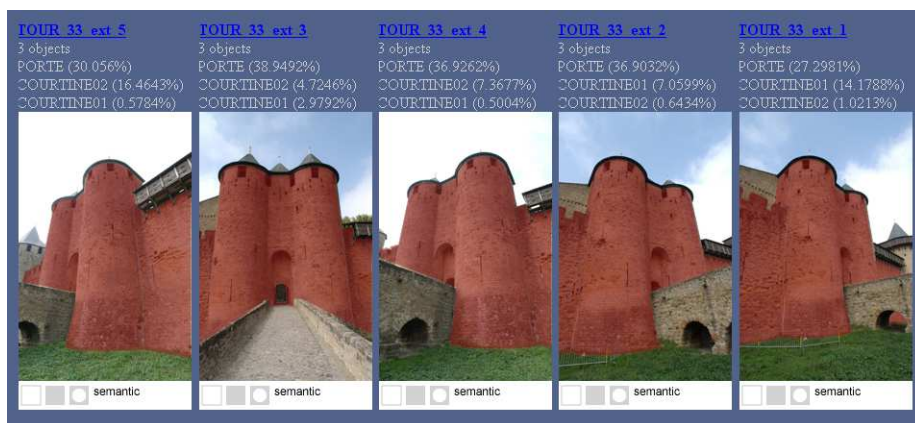 TOUR_33_ext_5
3 objects
PORTE (30.056%)
COURTINE02 (16.4643%)
COURTINE01 (0.5784%)
semantic
TOUR_33_ext_3
3 objects
PORTE (38.9492%)
COURTINE02 (4.7246%)
COURTINE01 (2.9792%)
semantic
TOUR_33_ext_4
3 objects
PORTE (36.9262%)
COURTINE02 (7.3677%)
COURTINE01 (0.5004%)
semantic
TOUR_33_ext_2
3 objects
PORTE (36.9032%)
COURTINE01 (7.0599%)
COURTINE02 (0.6434%)
semantic
TOUR_33_ext_1
3 objects
PORTE (27.2981%)
COURTINE01 (14.1788%)
COURTINE02 (1.0213%)
semantic